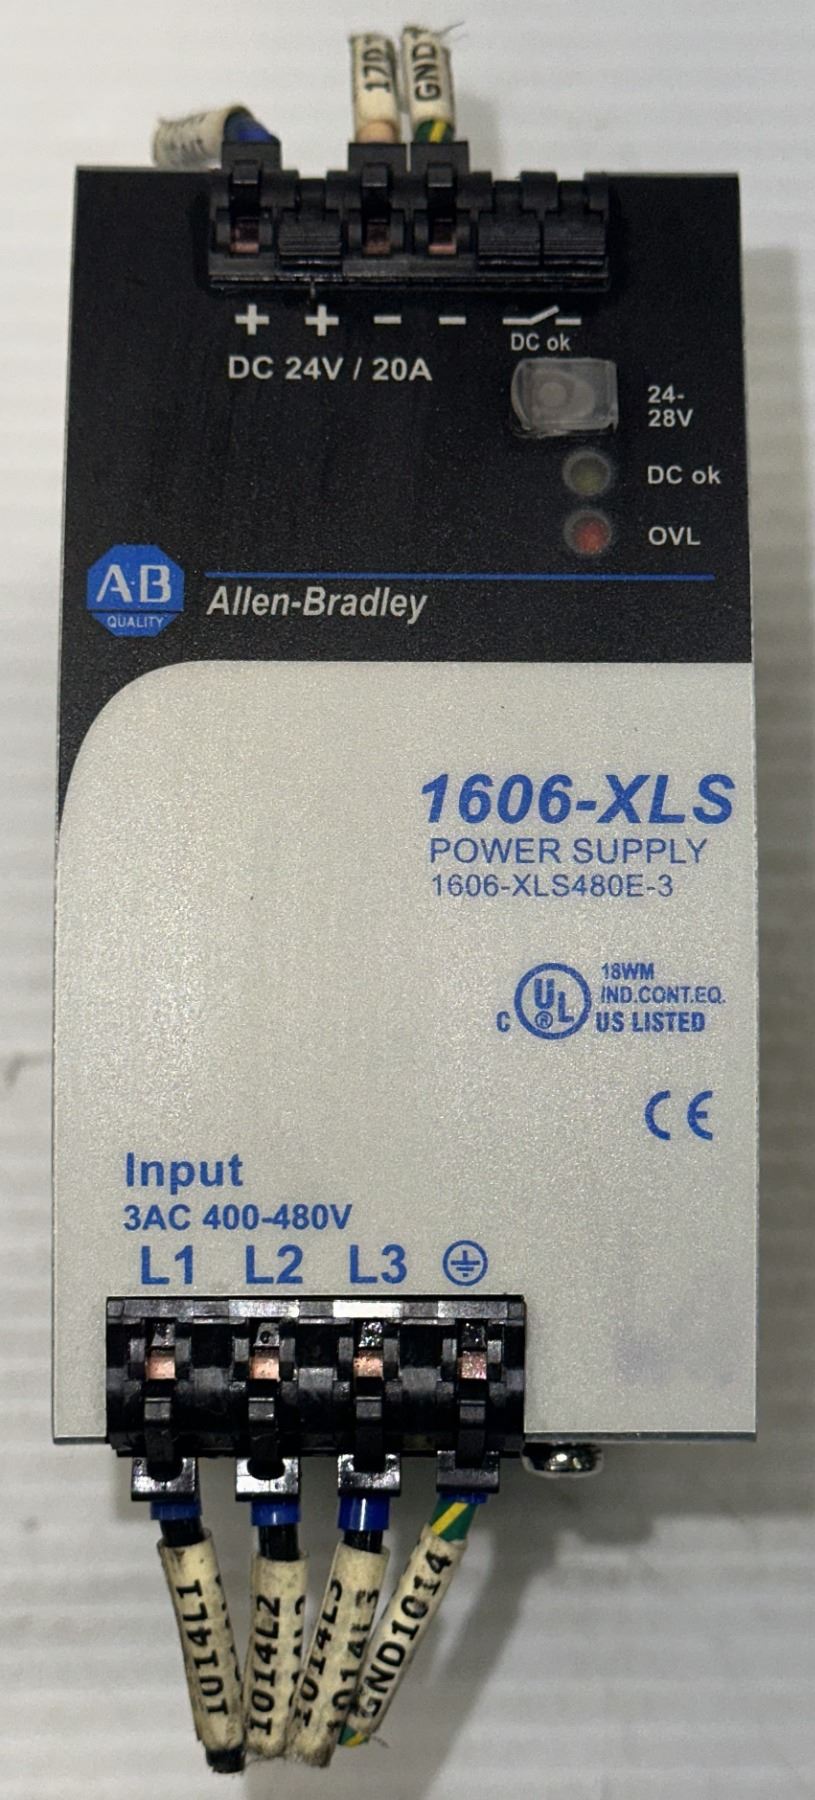 GND
+ + − −
DC ok
DC 24V / 20A
24-
28V
DC ok
OVL
A·B
QUALITY
Allen-Bradley
1606-XLS
POWER SUPPLY
1606-XLS480E-3
18WM
IND.CONT.EQ.
C UL ® US LISTED
CE
Input
3AC 400-480V
L1 L2 L3
1014L1
1014L2
1014L3
1014L3
GND1014